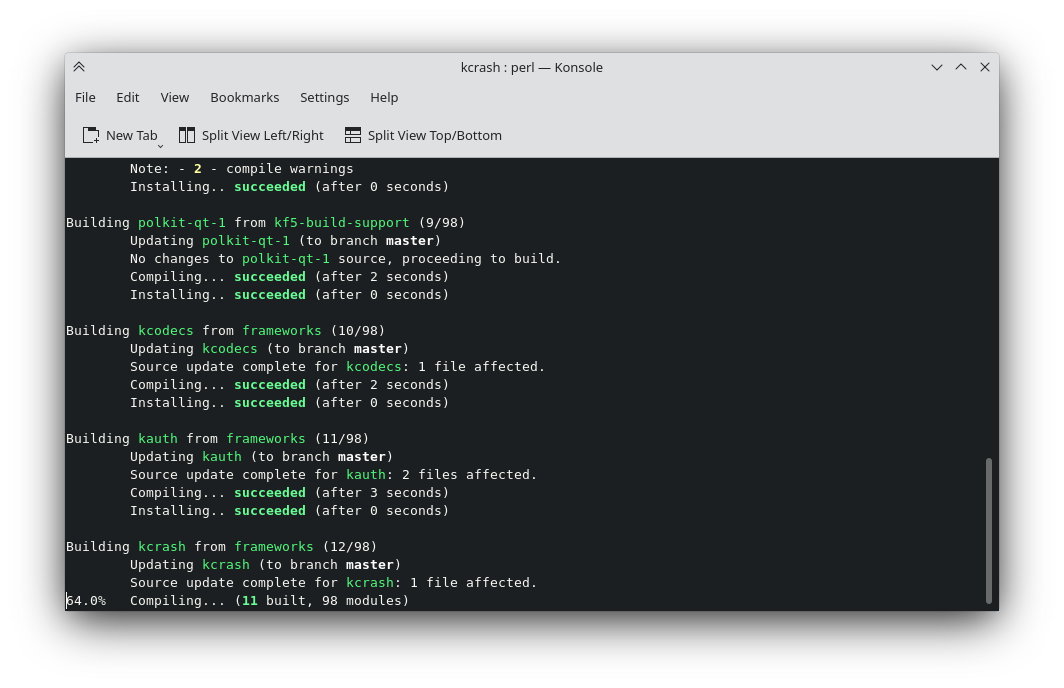 kcrash : perl — Konsole
File Edit View Bookmarks Settings Help
New Tab Split View Left/Right Split View Top/Bottom
Note: - 2 - compile warnings
Installing.. succeeded (after 0 seconds)
Building polkit-qt-1 from kf5-build-support (9/98)
Updating polkit-qt-1 (to branch master)
No changes to polkit-qt-1 source, proceeding to build.
Compiling... succeeded (after 2 seconds)
Installing.. succeeded (after 0 seconds)
Building kcodecs from frameworks (10/98)
Updating kcodecs (to branch master)
Source update complete for kcodecs: 1 file affected.
Compiling... succeeded (after 2 seconds)
Installing.. succeeded (after 0 seconds)
Building kauth from frameworks (11/98)
Updating kauth (to branch master)
Source update complete for kauth: 2 files affected.
Compiling... succeeded (after 3 seconds)
Installing.. succeeded (after 0 seconds)
Building kcrash from frameworks (12/98)
Updating kcrash (to branch master)
Source update complete for kcrash: 1 file affected.
64.0% Compiling... (11 built, 98 modules)